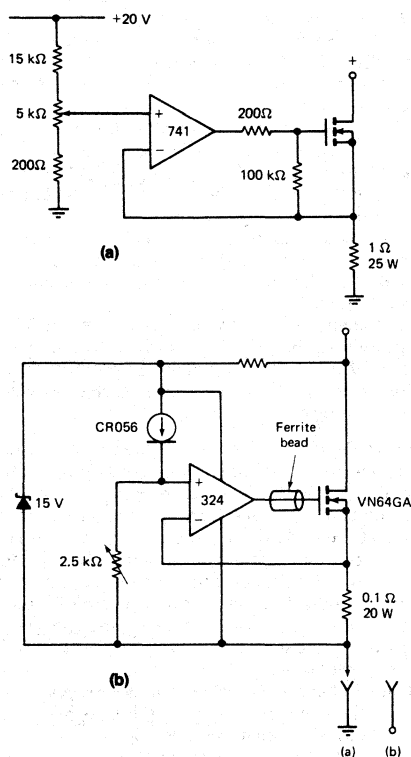 +20 V
15 kΩ
5 kΩ
200Ω
+
741
−
200Ω
100 kΩ
+
1 Ω
25 W
(a)
CR056
+
324
−
Ferrite
bead
VN64GA
15 V
2.5 kΩ
0.1 Ω
20 W
(b)
(a)
(b)